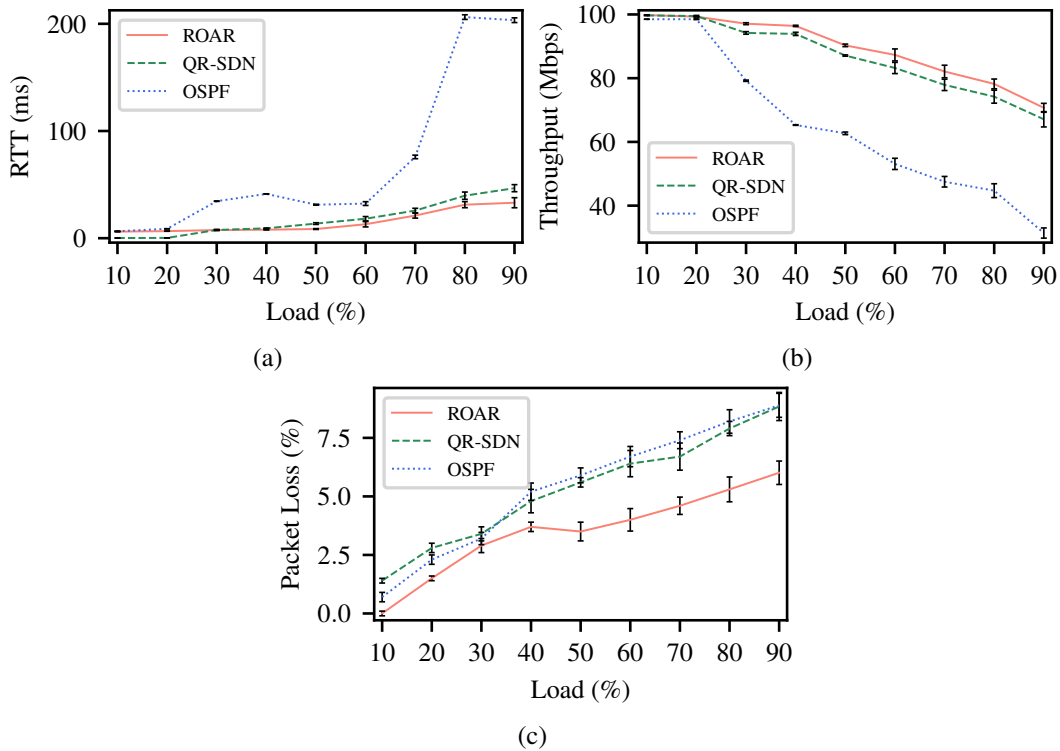 RTT (ms)
200
100
0
ROAR
QR-SDN
OSPF
10 20 30 40 50 60 70 80 90
Load (%)
(a)
Throughput (Mbps)
100
80
60
40
ROAR
QR-SDN
OSPF
10 20 30 40 50 60 70 80 90
Load (%)
(b)
Packet Loss (%)
7.5
5.0
2.5
0.0
ROAR
QR-SDN
OSPF
10 20 30 40 50 60 70 80 90
Load (%)
(c)